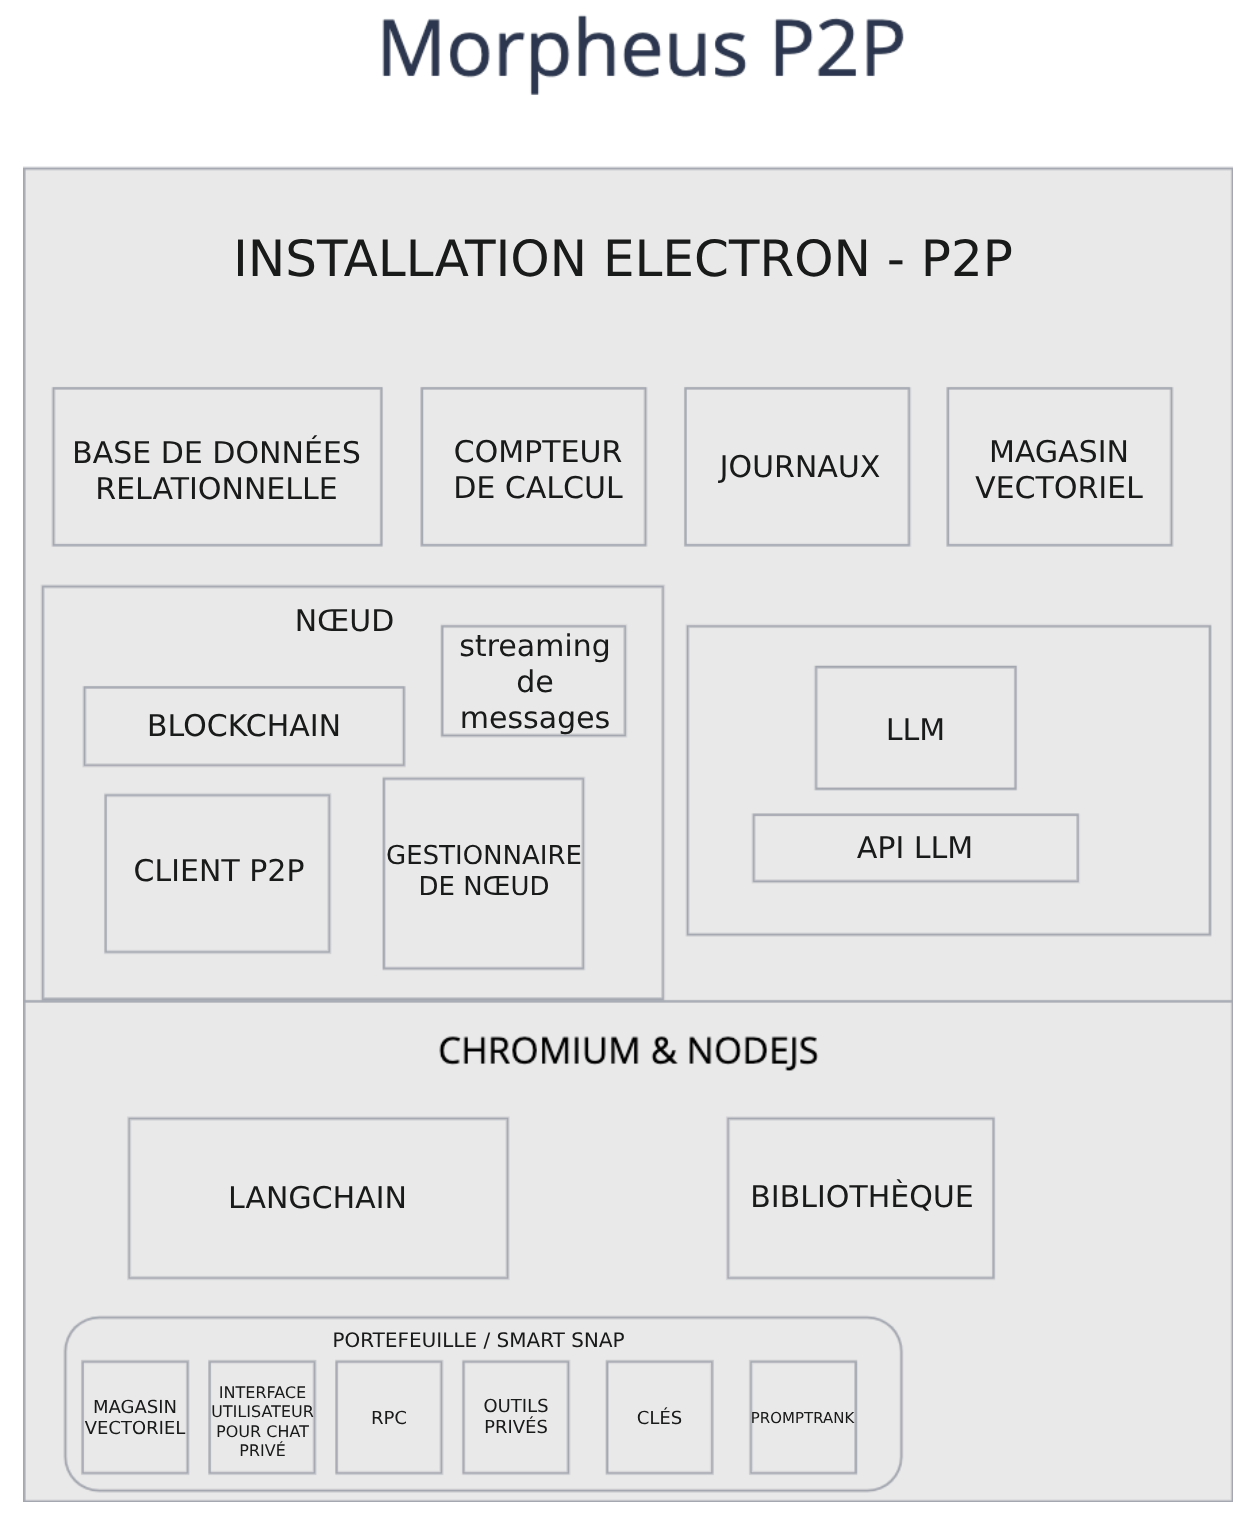 Morpheus P2P
INSTALLATION ELECTRON - P2P
BASE DE DONNÉES
RELATIONNELLE
COMPTEUR
DE CALCUL
JOURNAUX
MAGASIN
VECTORIEL
NŒUD
streaming
de
messages
BLOCKCHAIN
CLIENT P2P
GESTIONNAIRE
DE NŒUD
LLM
API LLM
CHROMIUM & NODEJS
LANGCHAIN
BIBLIOTHÈQUE
PORTEFEUILLE / SMART SNAP
MAGASIN
VECTORIEL
INTERFACE
UTILISATEUR
POUR CHAT
PRIVÉ
RPC
OUTILS
PRIVÉS
CLÉS
PROMPTRANK